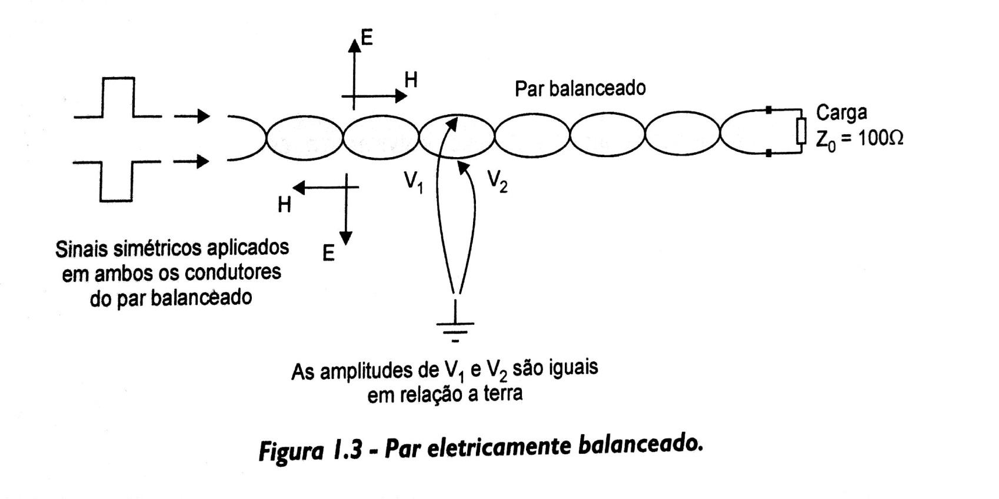 E
H
Par balanceado
Carga
Z₀ = 100Ω
V₁
V₂
H
E
Sinais simétricos aplicados
em ambos os condutores
do par balanceado
As amplitudes de V₁ e V₂ são iguais
em relação a terra
Figura 1.3 - Par eletricamente balanceado.